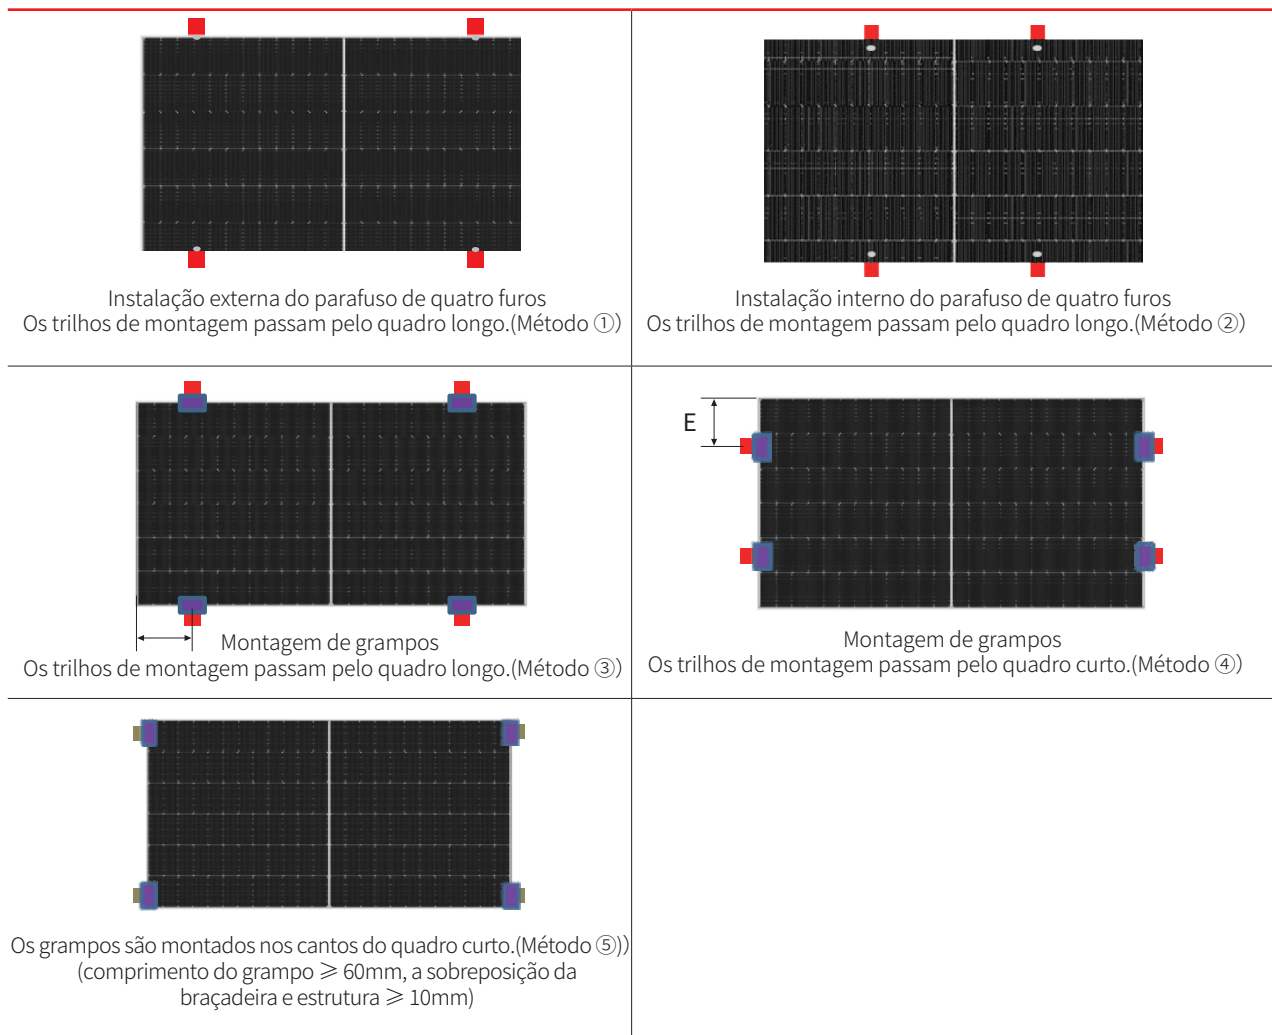 Instalação externa do parafuso de quatro furos
Os trilhos de montagem passam pelo quadro longo.(Método ①)
Instalação interno do parafuso de quatro furos
Os trilhos de montagem passam pelo quadro longo.(Método ②)
Montagem de grampos
Os trilhos de montagem passam pelo quadro longo.(Método ③)
E
Montagem de grampos
Os trilhos de montagem passam pelo quadro curto.(Método ④)
Os grampos são montados nos cantos do quadro curto.(Método ⑤))
(comprimento do grampo ≥ 60mm, a sobreposição da
braçadeira e estrutura ≥ 10mm)